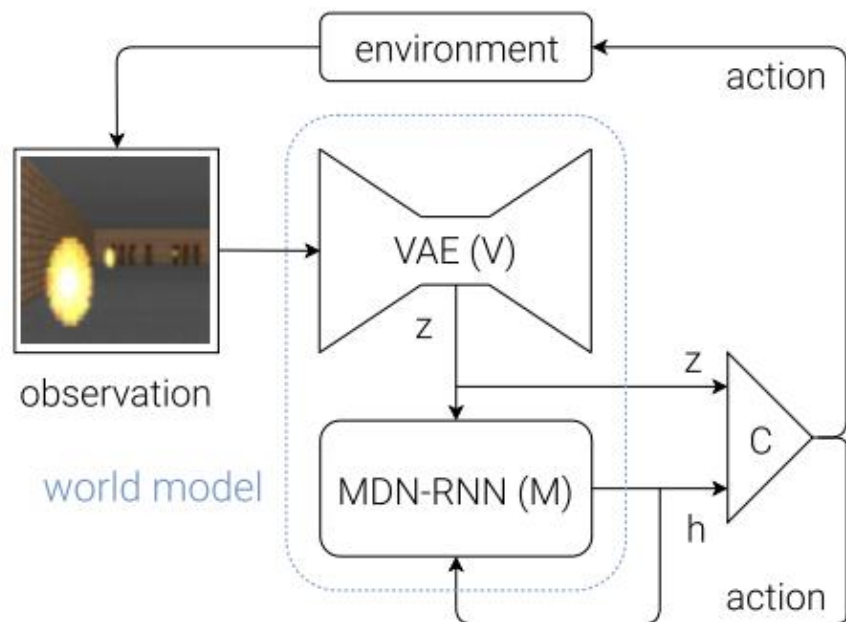 environment
action
VAE (V)
z
z
observation
C
world model
MDN-RNN (M)
h
action